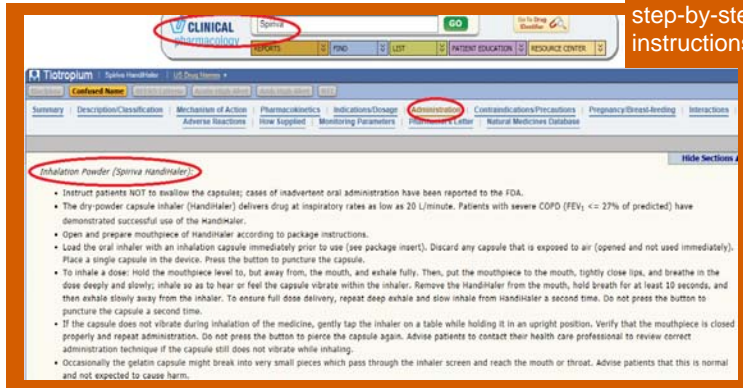 step-by-ste
instructions
CLINICAL
pharmacology
Spiriva
GO
Go To Drug
Identifier
REPORTS FIND LIST PATIENT EDUCATION RESOURCE CENTER
Tiotropium Spiriva HandiHaler US Drug Names
Confused Name
Summary Description/Classification Mechanism of Action Pharmacokinetics Indications/Dosage Administration Contraindications/Precautions Pregnancy/Breast-feeding Interactions
Adverse Reactions How Supplied Monitoring Parameters Pharmacist's Letter Natural Medicines Database
Hide Sections
Inhalation Powder (Spiriva HandiHaler):
• Instruct patients NOT to swallow the capsules; cases of inadvertent oral administration have been reported to the FDA.
• The dry-powder capsule inhaler (HandiHaler) delivers drug at inspiratory rates as low as 20 L/minute. Patients with severe COPD (FEV1 <= 27% of predicted) have
demonstrated successful use of the HandiHaler.
• Open and prepare mouthpiece of HandiHaler according to package instructions.
• Load the oral inhaler with an inhalation capsule immediately prior to use (see package insert). Discard any capsule that is exposed to air (opened and not used immediately).
Place a single capsule in the device. Press the button to puncture the capsule.
• To inhale a dose: Hold the mouthpiece level to, but away from, the mouth, and exhale fully. Then, put the mouthpiece to the mouth, tightly close lips, and breathe in the
dose deeply and slowly; inhale so as to hear or feel the capsule vibrate within the inhaler. Remove the HandiHaler from the mouth, hold breath for at least 10 seconds, and
then exhale slowly away from the inhaler. To ensure full dose delivery, repeat deep exhale and slow inhale from HandiHaler a second time. Do not press the button to
puncture the capsule a second time.
• If the capsule does not vibrate during inhalation of the medicine, gently tap the inhaler on a table while holding it in an upright position. Verify that the mouthpiece is closed
properly and repeat administration. Do not press the button to pierce the capsule again. Advise patients to contact their health care professional to review correct
administration technique if the capsule still does not vibrate while inhaling.
• Occasionally the gelatin capsule might break into very small pieces which pass through the inhaler screen and reach the mouth or throat. Advise patients that this is normal
and not expected to cause harm.